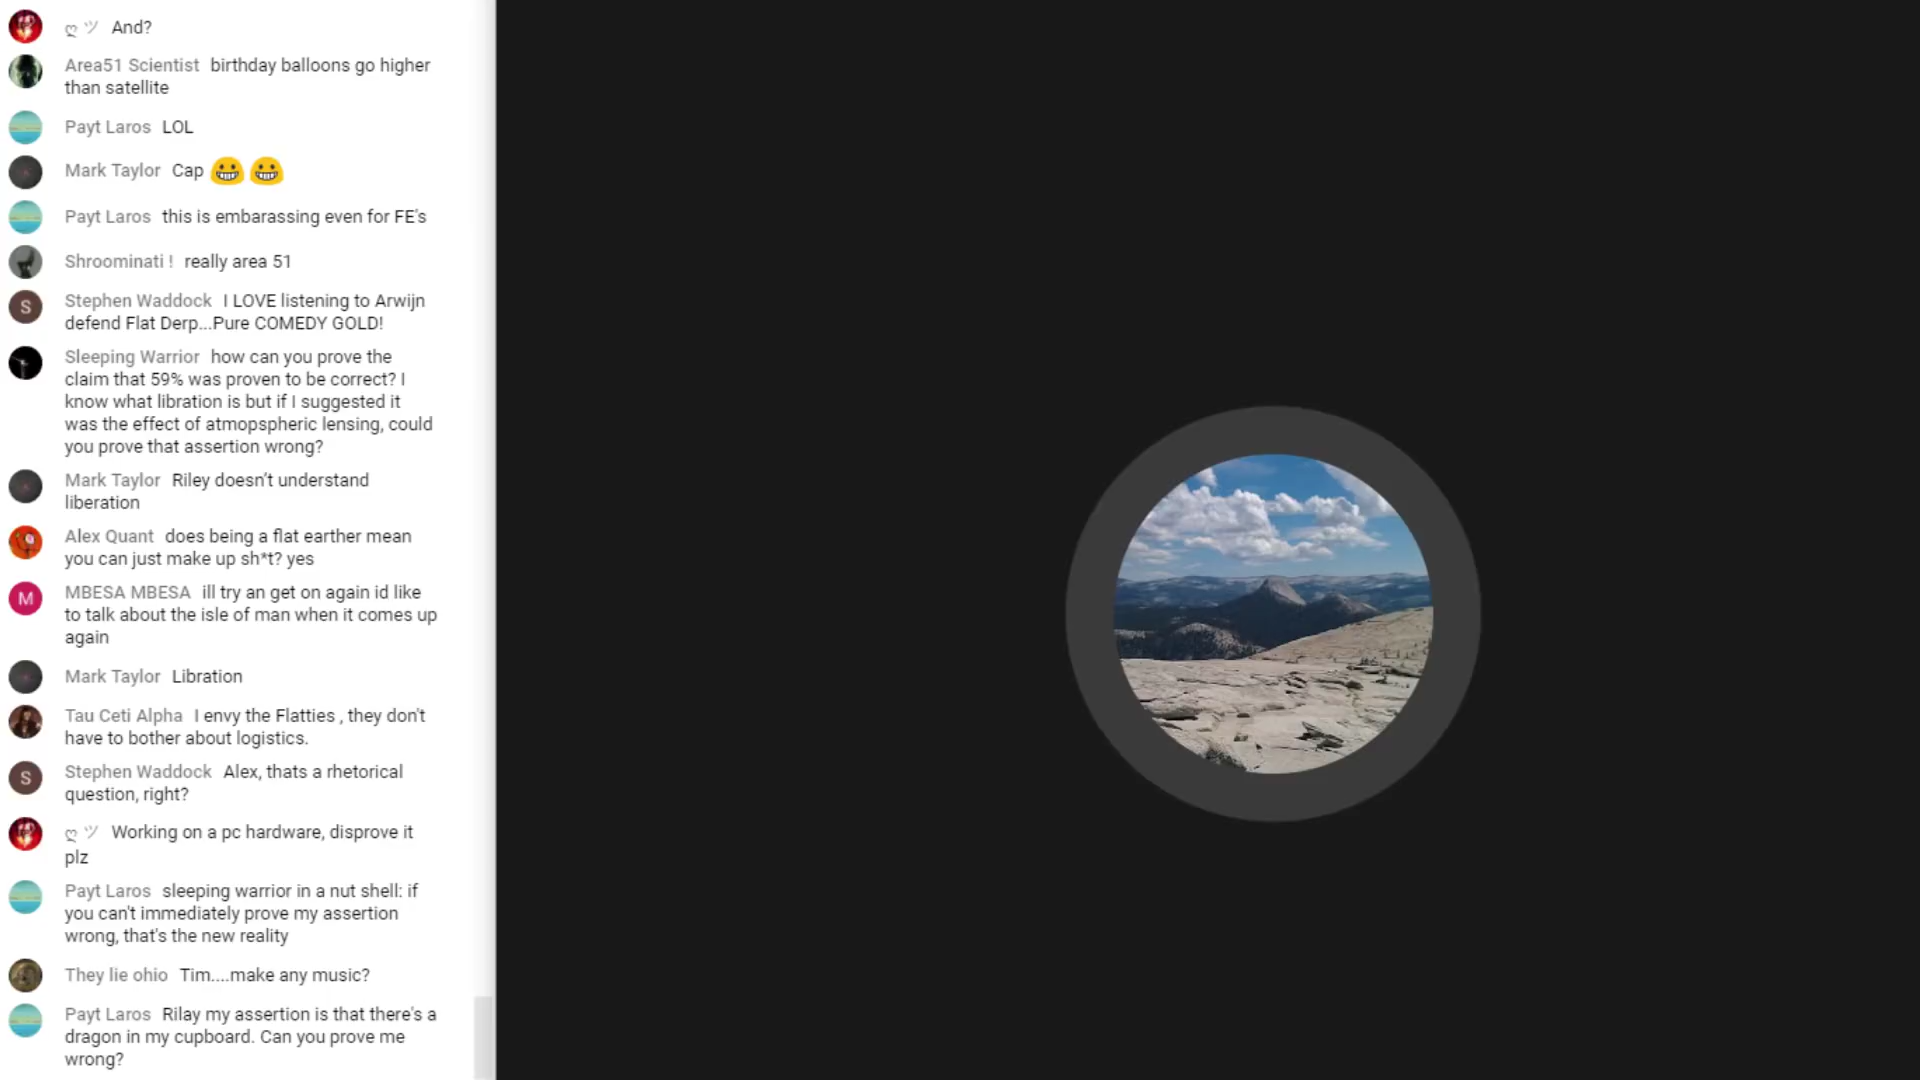 ღ ツ And?
Area51 Scientist birthday balloons go higher
than satellite
Payt Laros LOL
Mark Taylor Cap 😀 😀
Payt Laros this is embarassing even for FE's
Shroominati ! really area 51
S
Stephen Waddock I LOVE listening to Arwijn
defend Flat Derp...Pure COMEDY GOLD!
Sleeping Warrior how can you prove the
claim that 59% was proven to be correct? I
know what libration is but if I suggested it
was the effect of atmopspheric lensing, could
you prove that assertion wrong?
Mark Taylor Riley doesn't understand
liberation
Alex Quant does being a flat earther mean
you can just make up sh*t? yes
M
MBESA MBESA ill try an get on again id like
to talk about the isle of man when it comes up
again
Mark Taylor Libration
Tau Ceti Alpha I envy the Flatties , they don't
have to bother about logistics.
S
Stephen Waddock Alex, thats a rhetorical
question, right?
ღ ツ Working on a pc hardware, disprove it
plz
Payt Laros sleeping warrior in a nut shell: if
you can't immediately prove my assertion
wrong, that's the new reality
They lie ohio Tim....make any music?
Payt Laros Rilay my assertion is that there's a
dragon in my cupboard. Can you prove me
wrong?